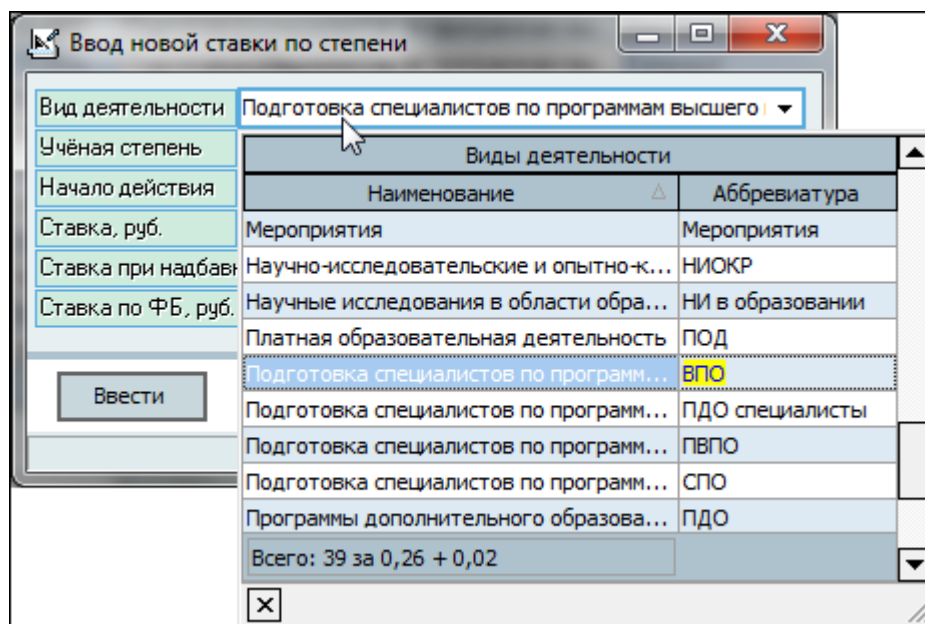 Ввод новой ставки по степени
Вид деятельности Подготовка специалистов по программам высшего
Учёная степень
Начало действия
Ставка, руб.
Ставка при надбав
Ставка по ФБ, руб.
Ввести
Виды деятельности
Наименование Аббревиатура
Мероприятия Мероприятия
Научно-исследовательские и опытно-к... НИОКР
Научные исследования в области обра... НИ в образовании
Платная образовательная деятельность ПОД
Подготовка специалистов по программ... ВПО
Подготовка специалистов по программ... ПДО специалисты
Подготовка специалистов по программ... ПВПО
Подготовка специалистов по программ... СПО
Программы дополнительного образова... ПДО
Всего: 39 за 0,26 + 0,02